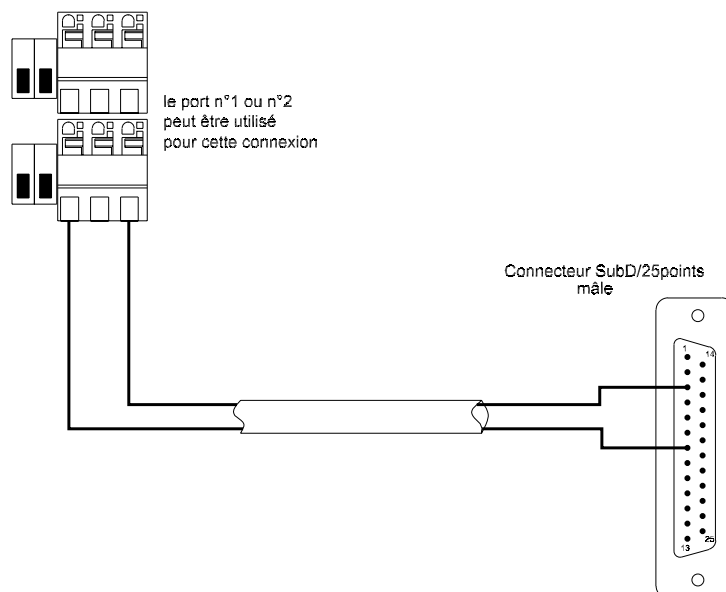 le port n°1 ou n°2
peut être utilisé
pour cette connexion
Connecteur SubD/25points
mâle
1
14
13
25